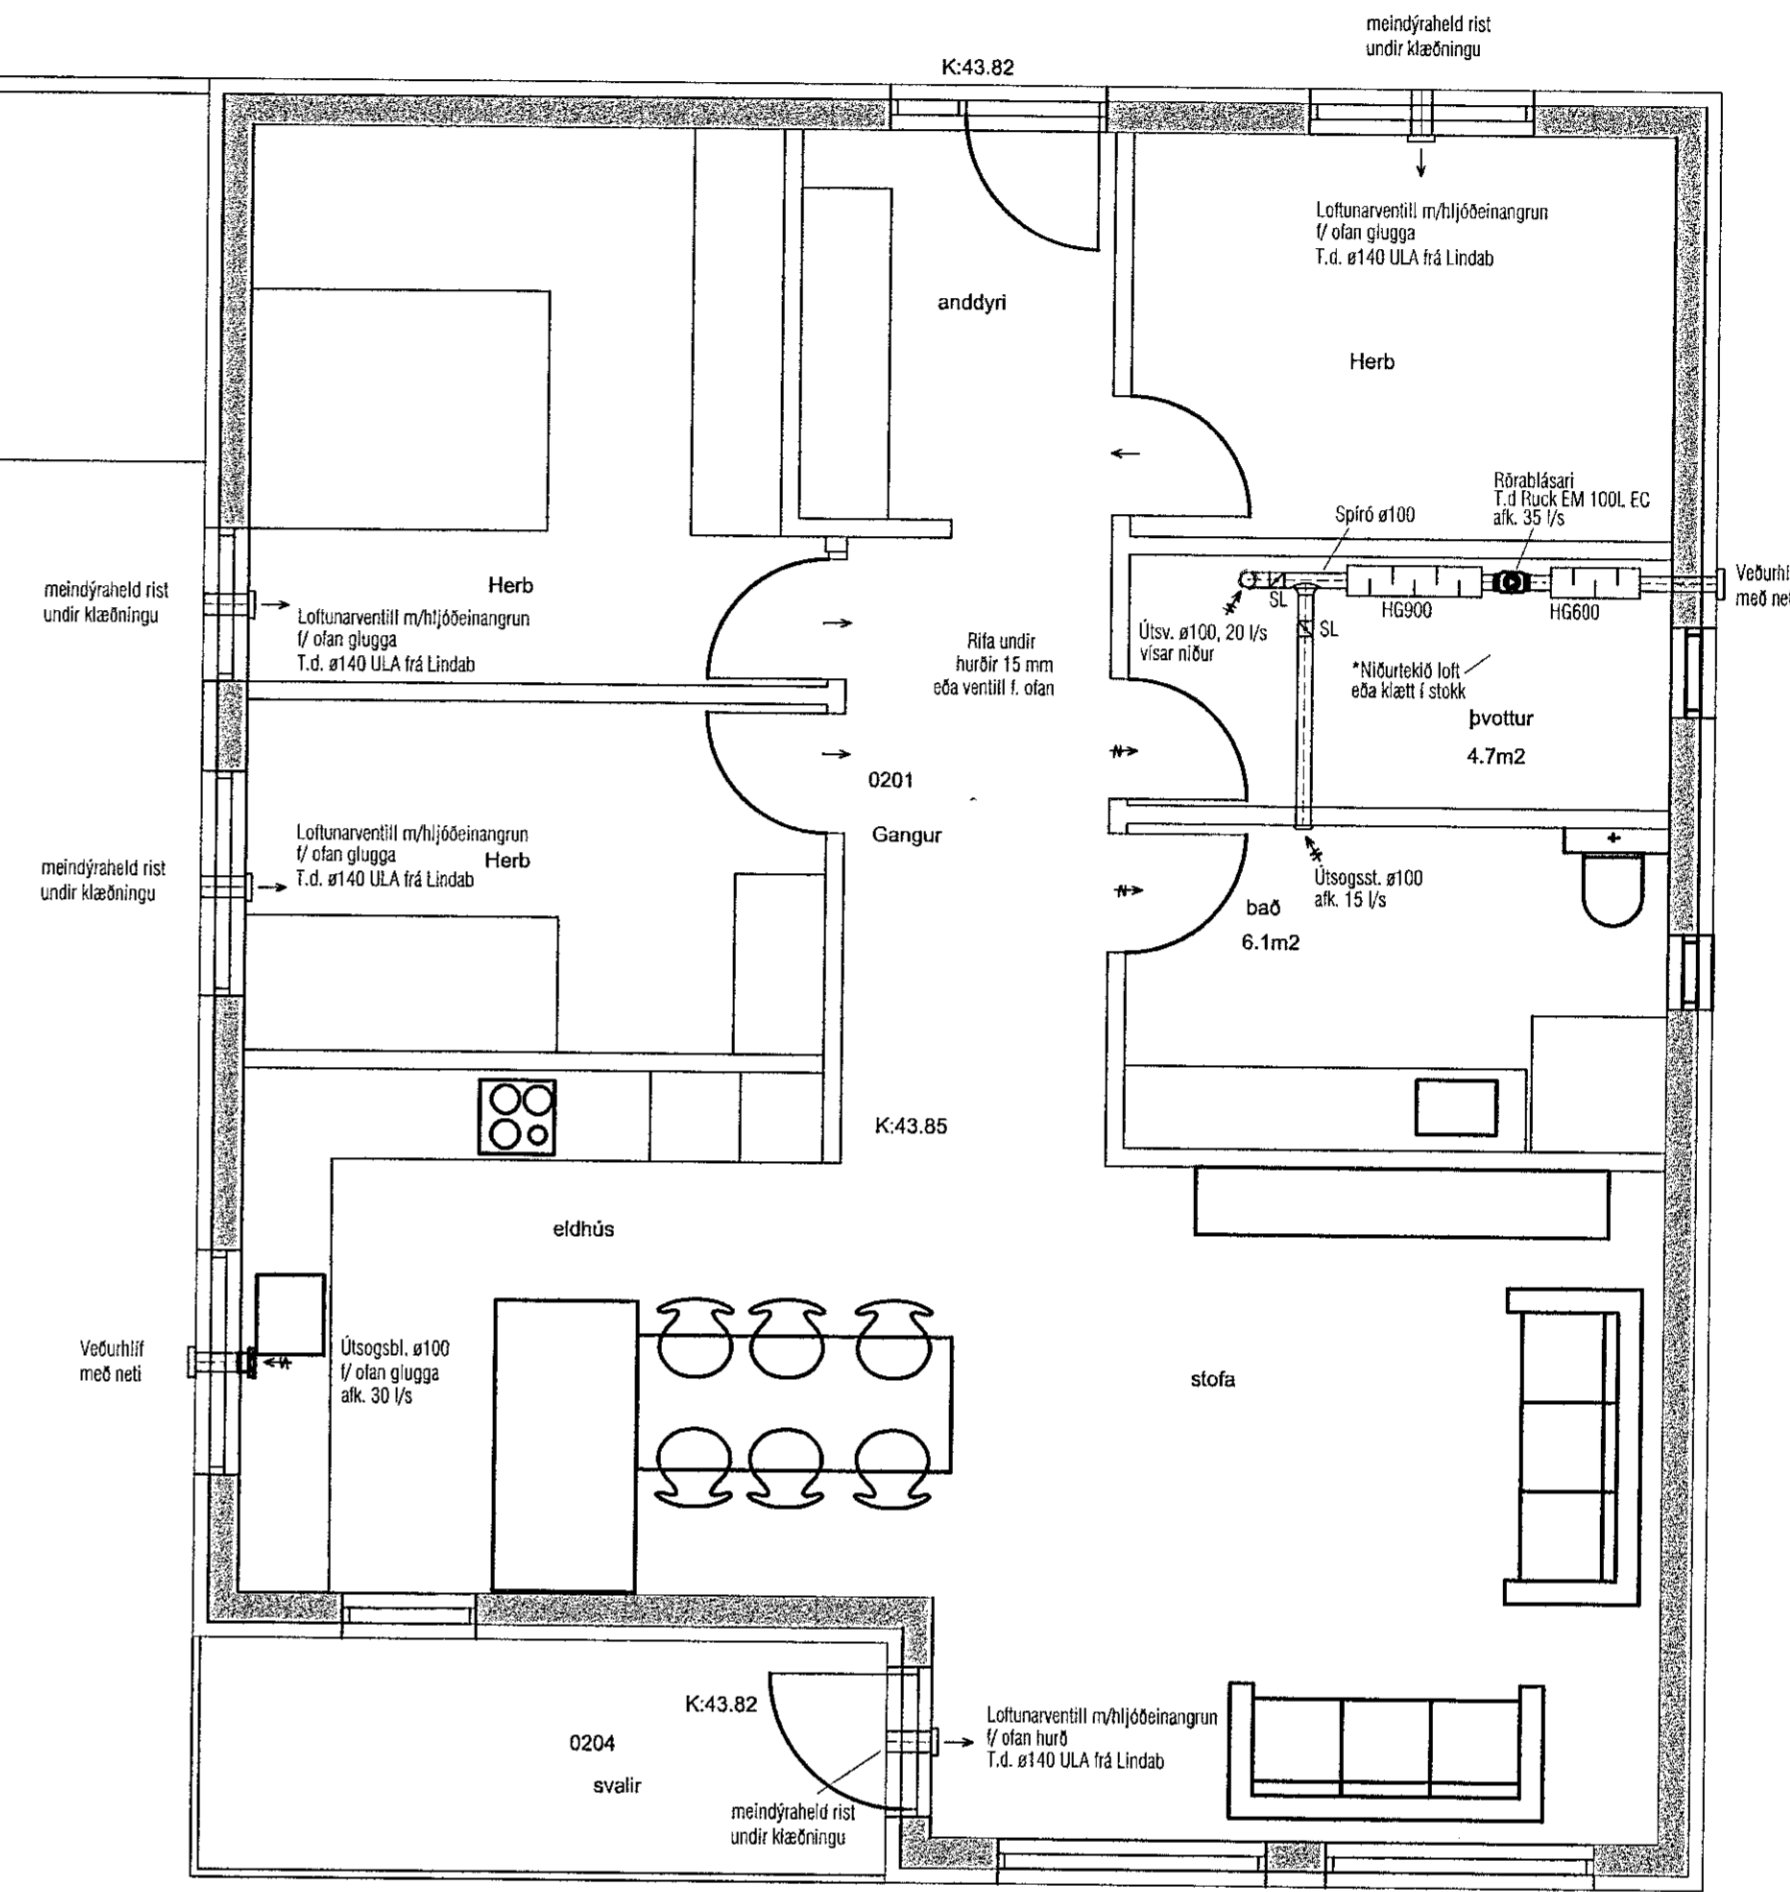 meindýraheld rist
undir klæðningu
K:43.82
Loftunarventill m/hljóðeinangrun
f/ ofan glugga
T.d. ø140 ULA frá Lindab
anddyri
Herb
Rörablásari
T.d Ruck EM 100L EC
afk. 35 l/s
Spíró ø100
meindýraheld rist
undir klæðningu
Herb
Loftunarventill m/hljóðeinangrun
f/ ofan glugga
T.d. ø140 ULA frá Lindab
Rifa undir
hurðir 15 mm
eða ventill f. ofan
SL
HG900
HG600
með
SL
Útsv. ø100, 20 l/s
vísar niður
*Niðurtekið loft
eða klætt í stokk
þvottur
4.7m2
0201
Gangur
meindýraheld rist
undir klæðningu
Loftunarventill m/hljóðeinangrun
f/ ofan glugga
Herb
T.d. ø140 ULA frá Lindab
Útsogsst. ø100
afk. 15 l/s
bað
6.1m2
K:43.85
eldhús
Veðurhlíf
með neti
Útsogsbl. ø100
f/ ofan glugga
afk. 30 l/s
stofa
K:43.82
0204
svalir
Loftunarventill m/hljóðeinangrun
f/ ofan hurð
T.d. ø140 ULA frá Lindab
meindýraheld rist
undir klæðningu